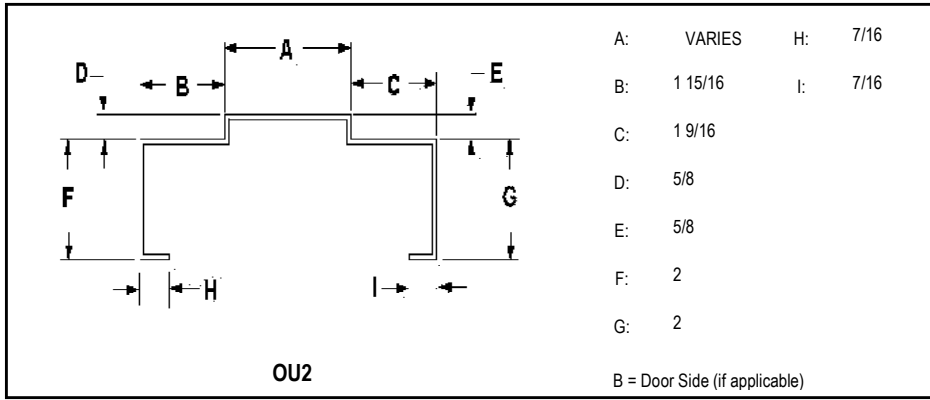 A
D
B
C
E
F
G
H
I
OU2
A: VARIES H: 7/16
B: 1 15/16 I: 7/16
C: 1 9/16
D: 5/8
E: 5/8
F: 2
G: 2
B = Door Side (if applicable)